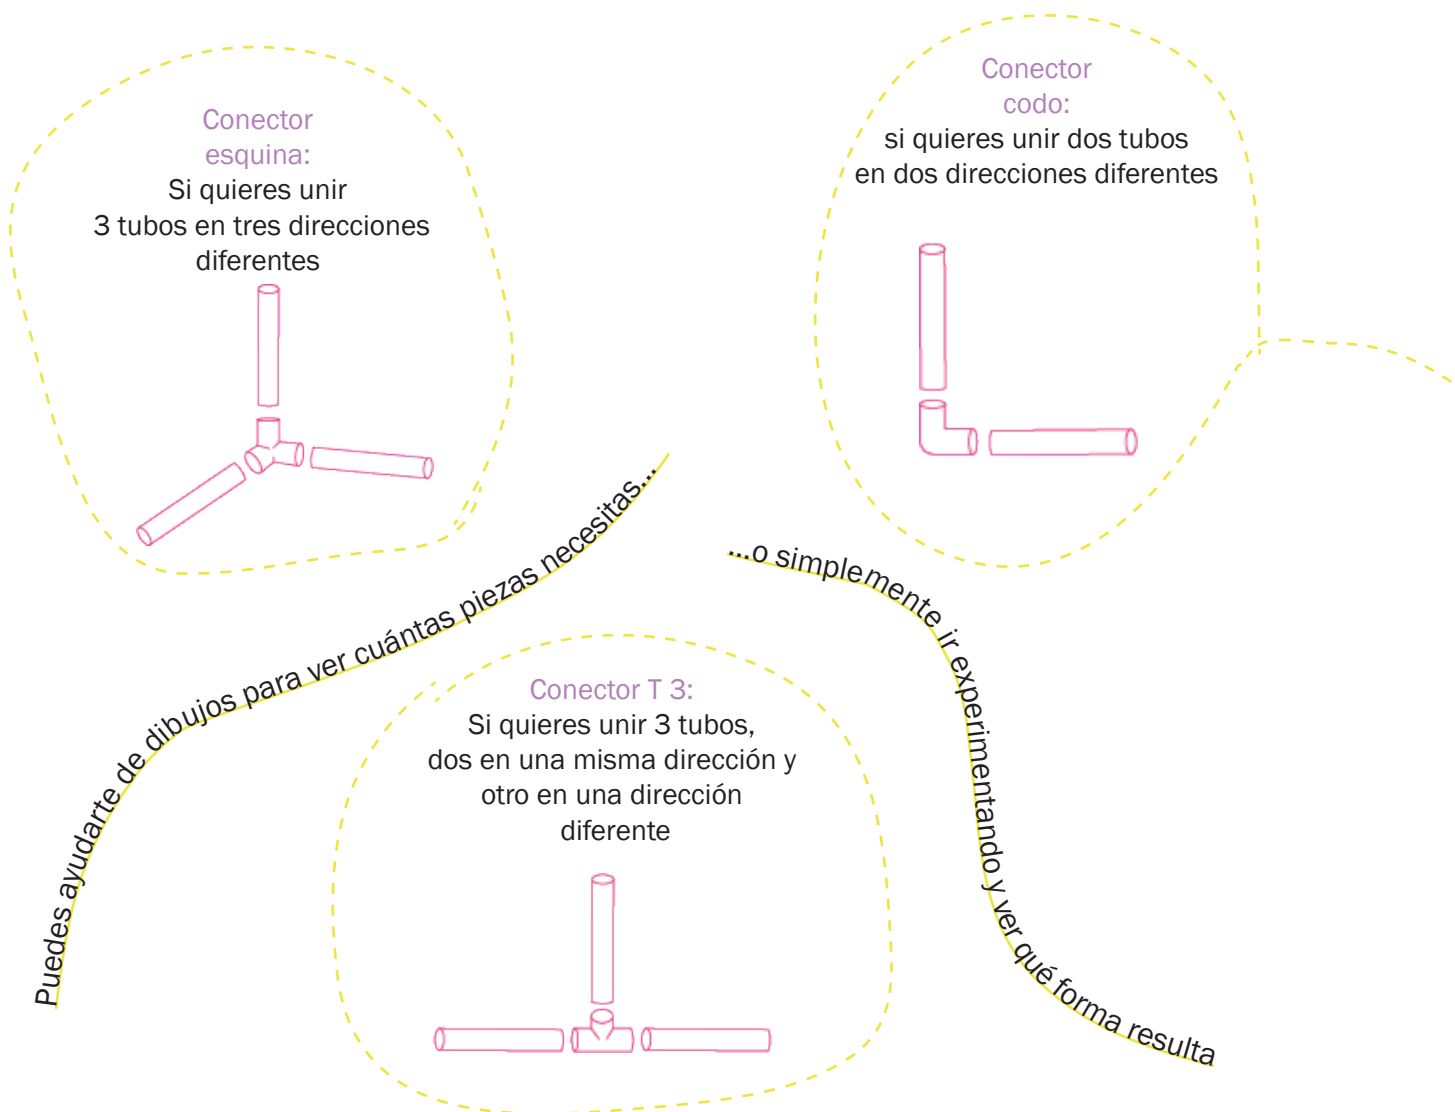 Conector
esquina:
Si quieres unir
3 tubos en tres direcciones
diferentes
Conector
codo:
si quieres unir dos tubos
en dos direcciones diferentes
Puedes ayudarte de dibujos para ver cuántas piezas necesitas...
...o simplemente ir experimentando y ver qué forma resulta
Conector T 3:
Si quieres unir 3 tubos,
dos en una misma dirección y
otro en una dirección
diferente